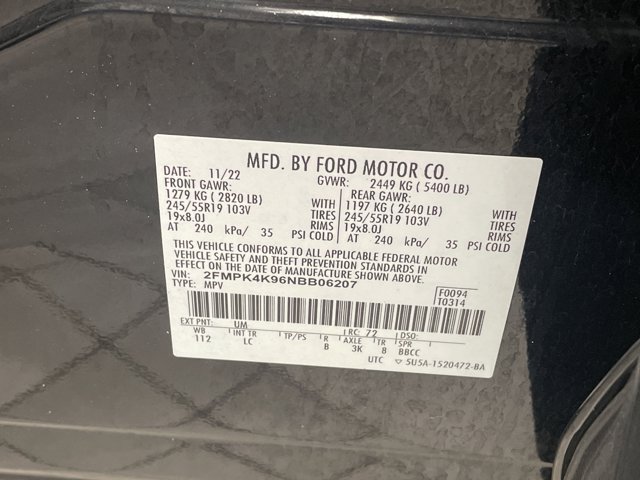 MFD. BY FORD MOTOR CO.
DATE: 11/22 GVWR: 2449 KG ( 5400 LB)
FRONT GAWR: REAR GAWR:
1279 KG ( 2820 LB) WITH 1197 KG ( 2640 LB) WITH
245/55R19 103V TIRES 245/55R19 103V TIRES
19x8.0J RIMS 19x8.0J RIMS
AT 240 kPa/ 35 PSI COLD AT 240 kPa/ 35 PSI COLD
THIS VEHICLE CONFORMS TO ALL APPLICABLE FEDERAL MOTOR
VEHICLE SAFETY AND THEFT PREVENTION STANDARDS IN
EFFECT ON THE DATE OF MANUFACTURE SHOWN ABOVE.
VIN: 2FMPK4K96NBB06207 F0094
TYPE: MPV T0314
EXT PNT: UM RC: 72 DSO:
WB INT TR TP/PS R AXLE TR SPR
112 LC B 3K 8 BBCC
UTC ▽ 5U5A-1520472-BA